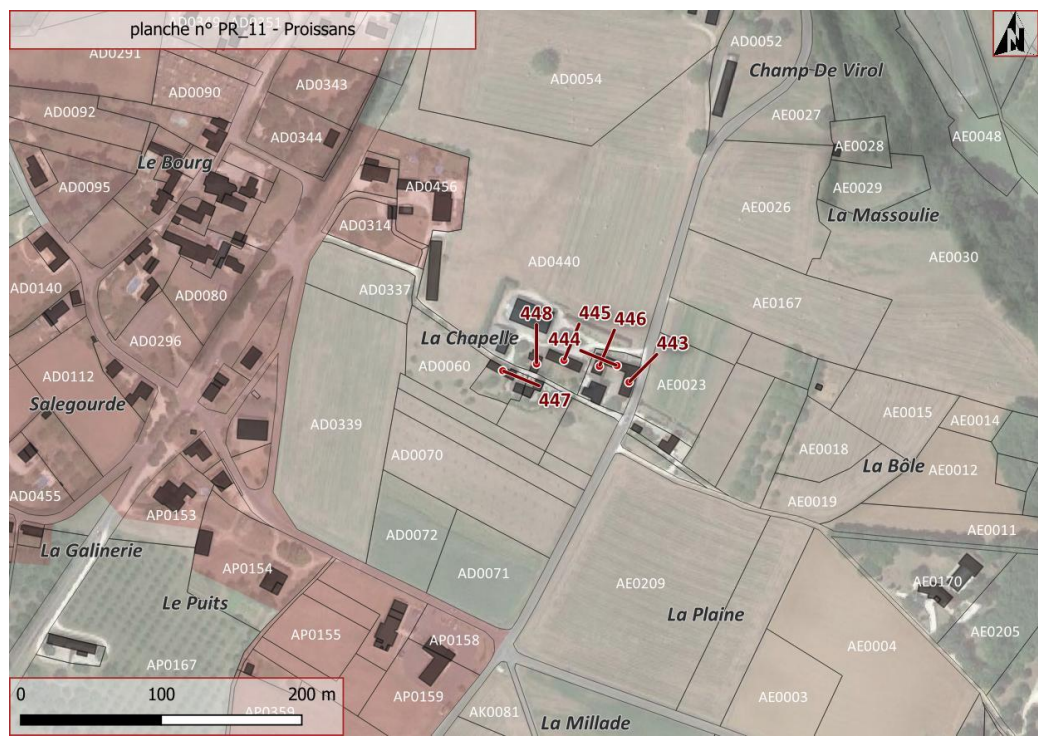 planche n° PR_11 - Proissans
N
AD0349
AD0351
AD0291
AD0052
AD0054
Champ De Virol
AD0343
AD0090
AD0092
AE0027
AD0344
AE0048
AE0028
Le Bourg
AD0095
AD0456
AE0029
AE0026
La Massoulie
AD0314
AE0030
AD0140
AD0440
AD0337
AD0080
AE0167
448
445
446
444
443
La Chapelle
AD0296
AD0060
AD0112
AE0023
447
Salegourde
AE0015
AE0014
AD0339
AE0018
AD0070
La Bôle
AE0012
AD0455
AE0019
AP0153
AE0011
AD0072
La Galinerie
AP0154
AD0071
AE0170
AE0209
Le Puits
La Plaine
AE0205
AP0155
AP0158
AE0004
AP0167
AP0159
AE0003
0
100
200 m
AP0359
AK0081
La Millade